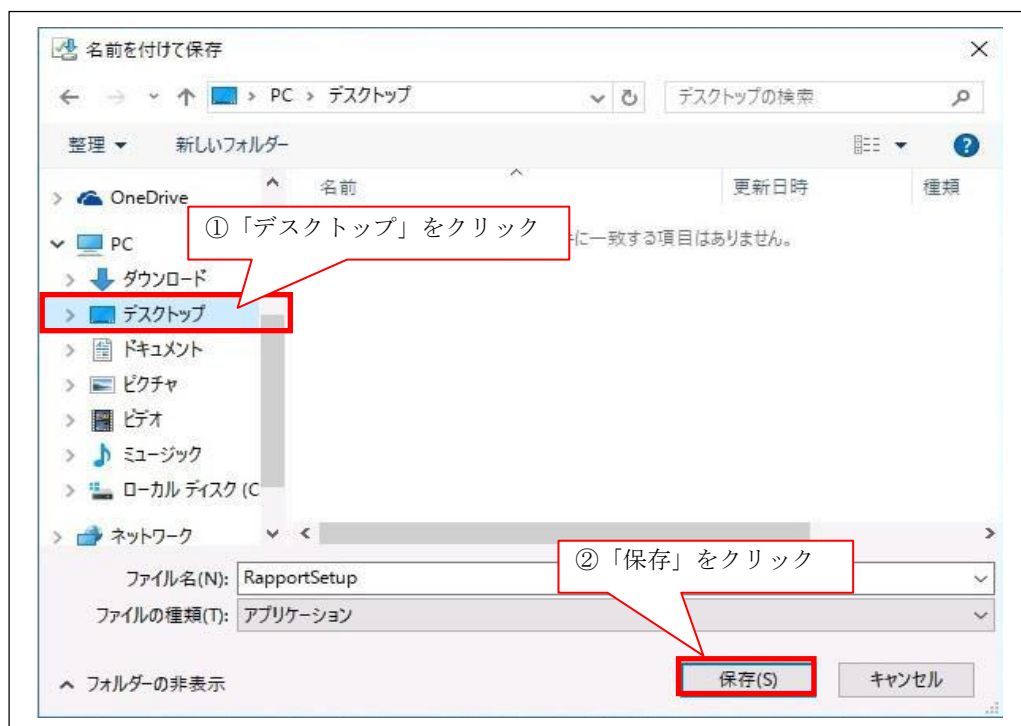 名前を付けて保存
PC > デスクトップ
デスクトップの検索
整理 新しいフォルダー
名前 更新日時 種類
OneDrive
①「デスクトップ」をクリック
に一致する項目はありません。
PC
ダウンロード
デスクトップ
ドキュメント
ピクチャ
ビデオ
ミュージック
ローカル ディスク (C
ネットワーク
②「保存」をクリック
ファイル名(N): RapportSetup
ファイルの種類(T): アプリケーション
フォルダーの非表示
保存(S) キャンセル